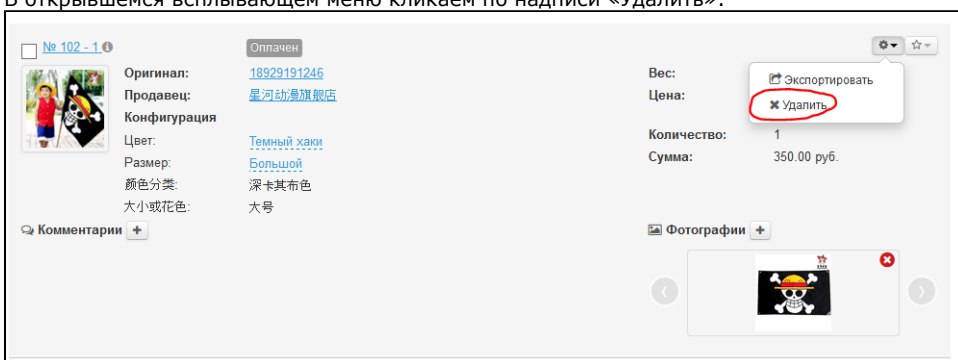 В открывшемся всплывающем меню кликаем по надписи «Удалить».
№ 102 - 1
Оплачен
Оригинал: 18929191246
Вес:
Экспортировать
Продавец: 星河动漫旗舰店
Цена:
Удалить
Конфигурация
Цвет: Темный хаки
Количество: 1
Размер: Большой
Сумма: 350.00 руб.
颜色分类: 深卡其布色
大小或花色: 大号
Комментарии +
Фотографии +